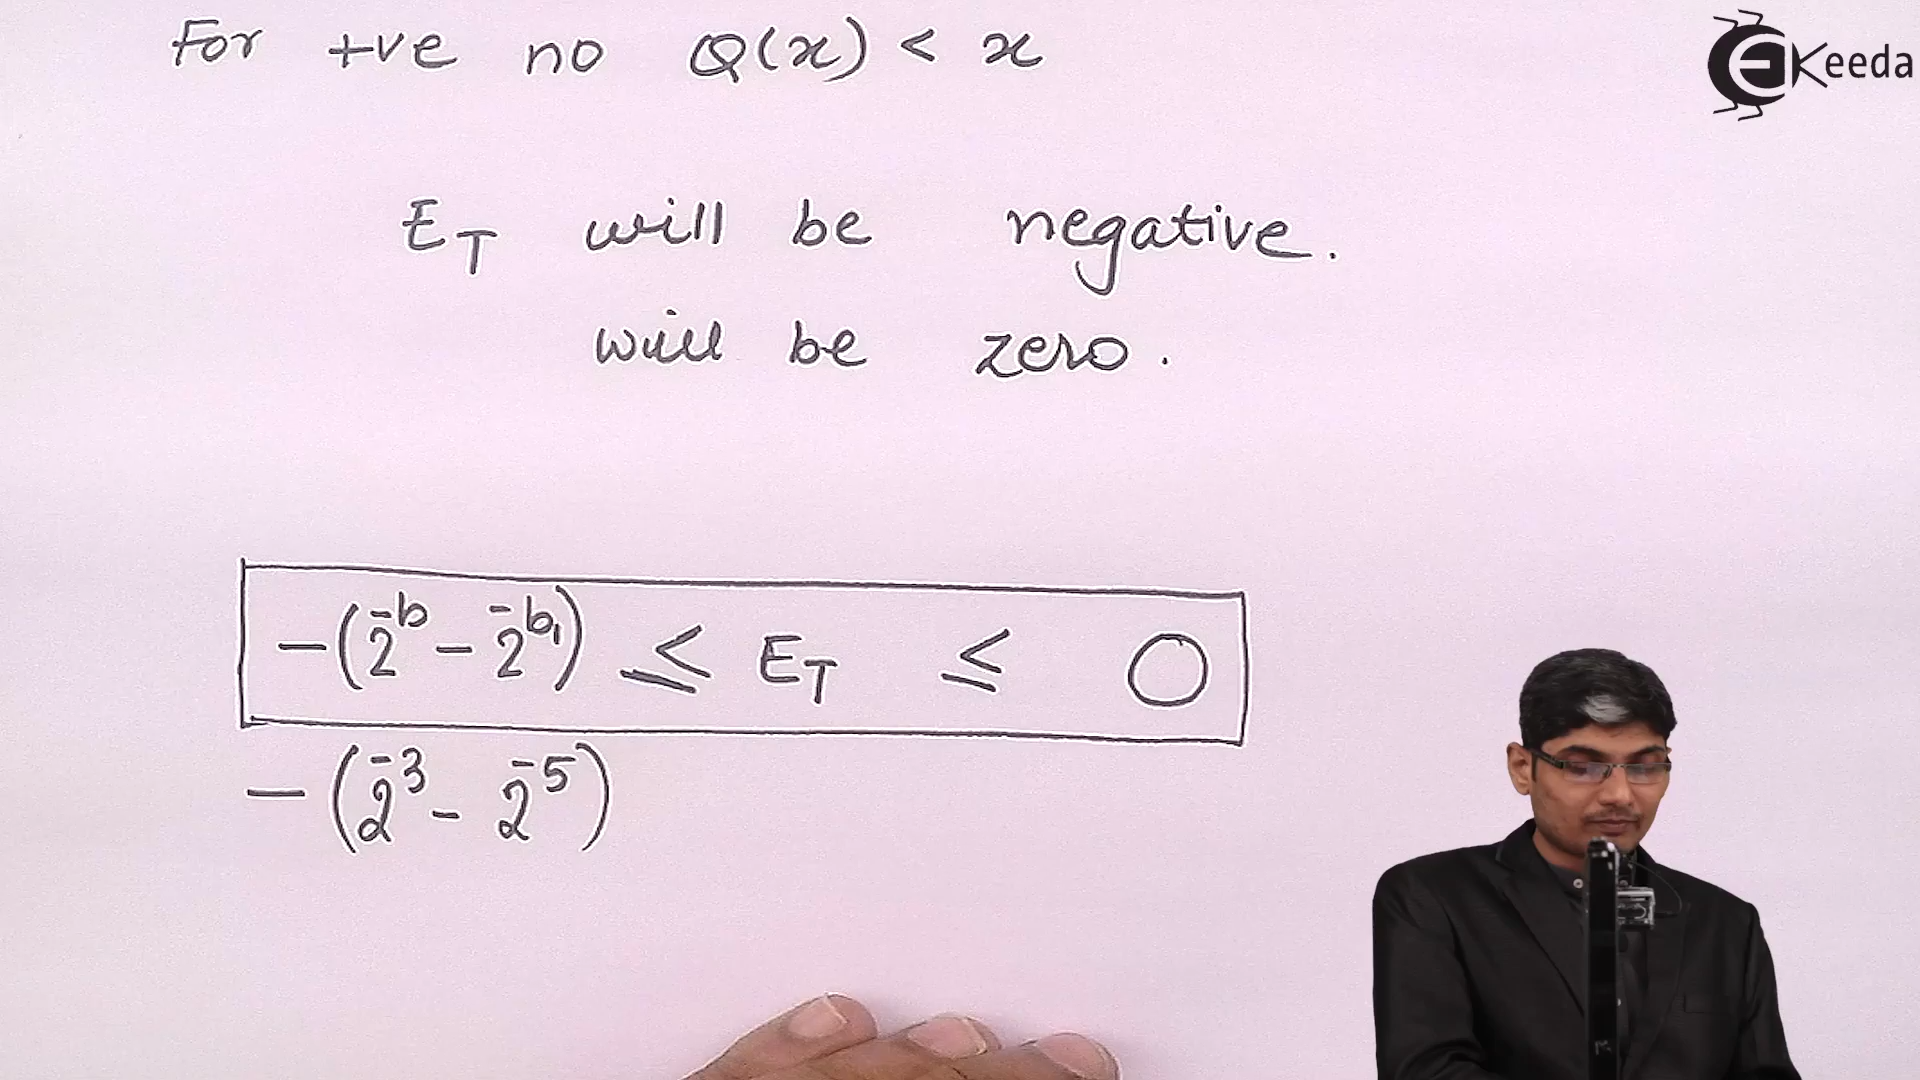 For +ve no Q(x) < x
Keeda
E_T will be negative.
will be zero.
-(2^-b - 2^-b₁) ≤ E_T ≤ 0
-(2^-3 - 2^-5)